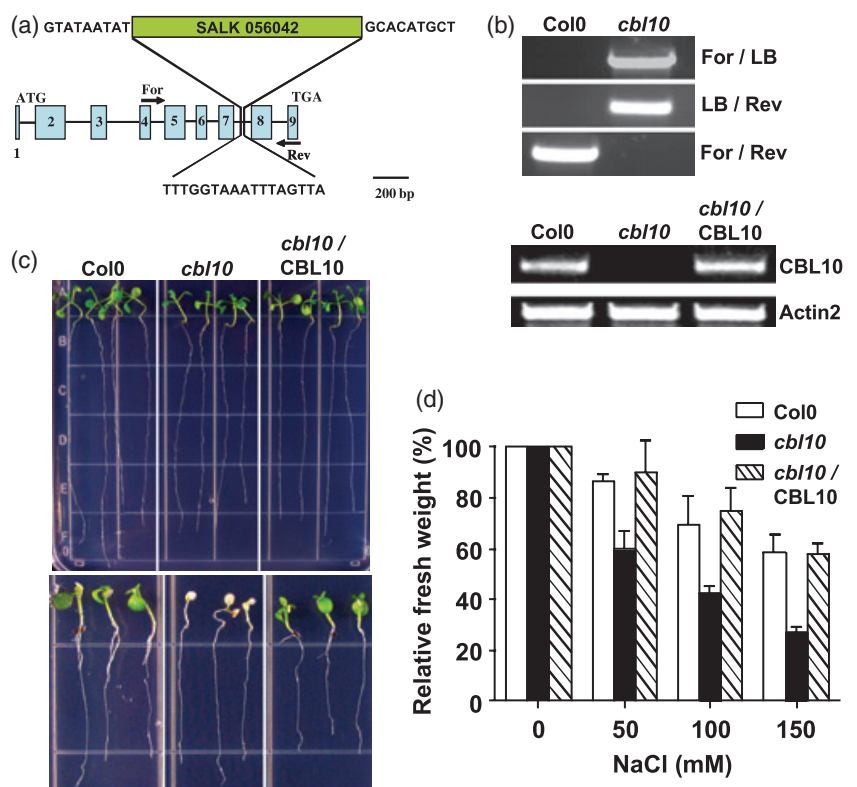 (a)
GTATAATAT SALK 056042 GCACATGCT
ATG For TGA
2 3 4 5 6 7 8 9
1 Rev
TTTGGTAAATTTAGTTA
200 bp
(b)
Col0 cbl10
For / LB
LB / Rev
For / Rev
Col0 cbl10 cbl10 / CBL10
CBL10
Actin2
(c)
Col0 cbl10 cbl10 / CBL10
A
B
C
D
E
F
0
(d)
Col0
cbl10
cbl10 /
CBL10
Relative fresh weight (%)
100
80
60
40
20
0
0 50 100 150
NaCl (mM)